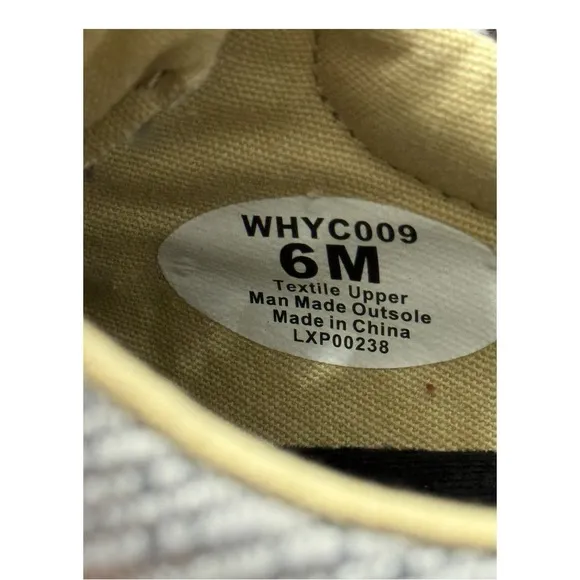 WHYC009
6M
Textile Upper
Man Made Outsole
Made in China
LXP00238